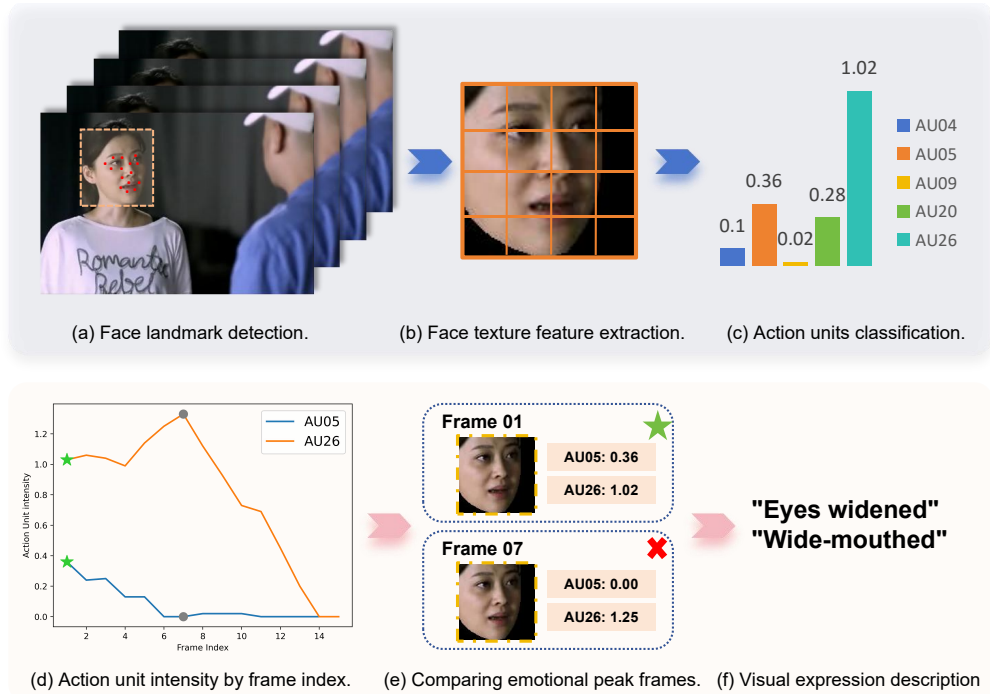 Romantic
Rebel
1.02
0.36
0.28
0.1
0.02
AU04
AU05
AU09
AU20
AU26
(a) Face landmark detection.
(b) Face texture feature extraction.
(c) Action units classification.
AU05
AU26
Action Unit intensity
1.2
1.0
0.8
0.6
0.4
0.2
0.0
2 4 6 8 10 12 14
Frame Index
Frame 01
AU05: 0.36
AU26: 1.02
Frame 07
AU05: 0.00
AU26: 1.25
"Eyes widened"
"Wide-mouthed"
(d) Action unit intensity by frame index.
(e) Comparing emotional peak frames.
(f) Visual expression description